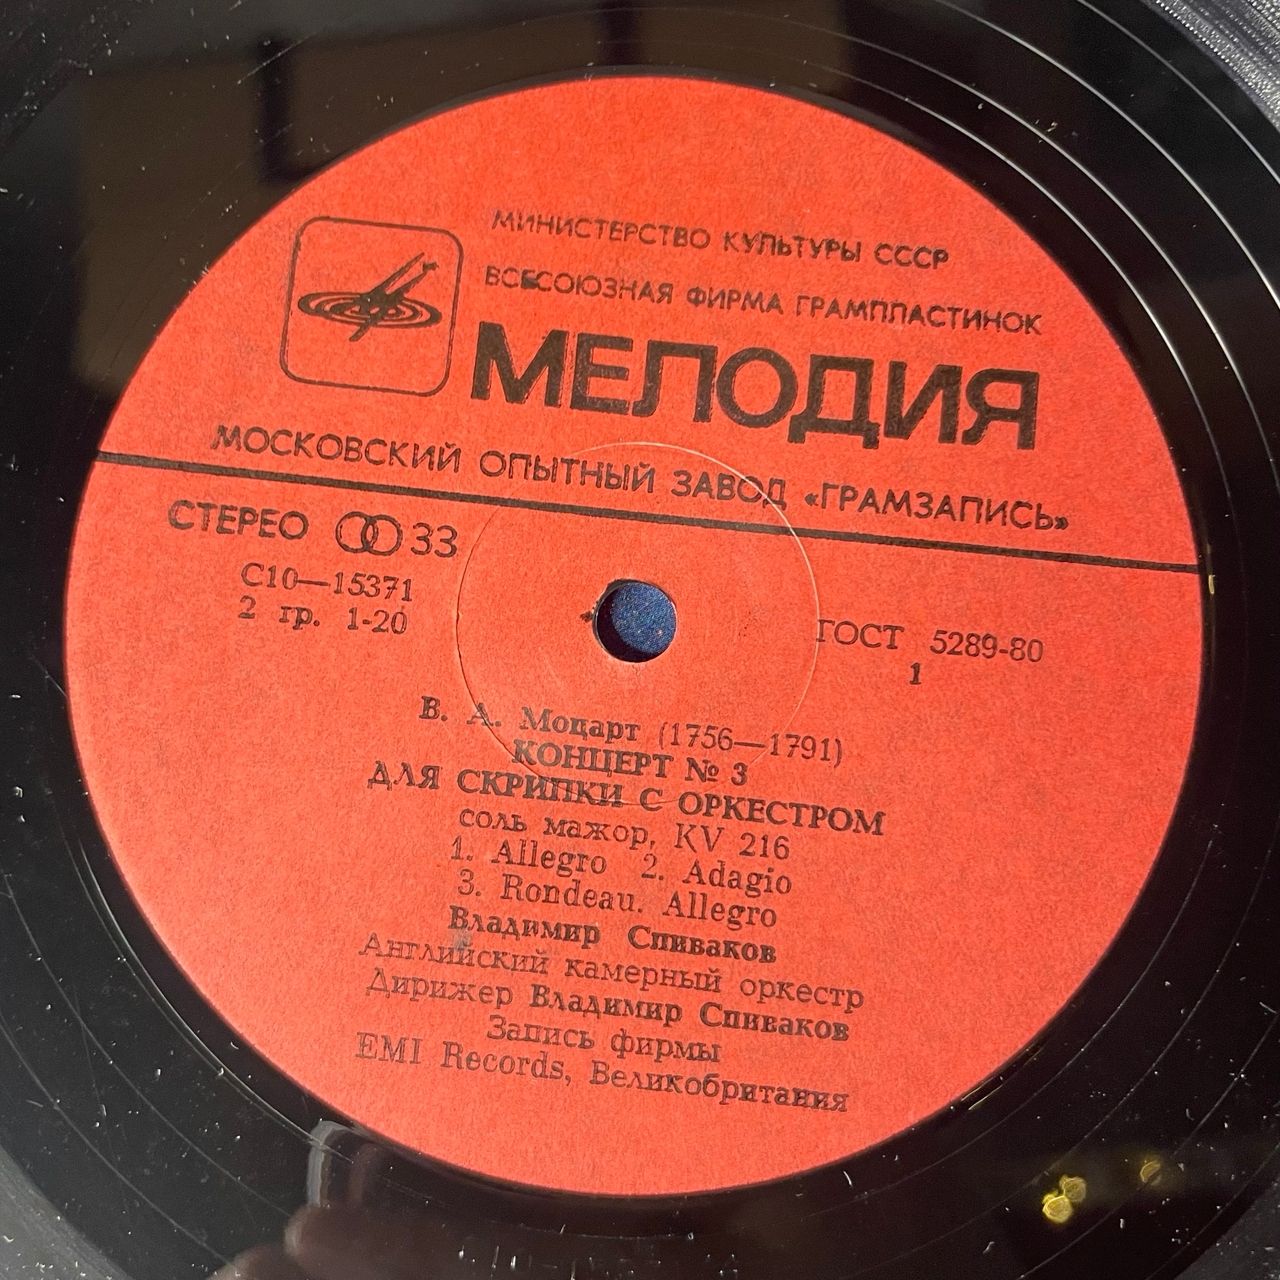 МИНИСТЕРСТВО КУЛЬТУРЫ СССР
ВСЕСОЮЗНАЯ ФИРМА ГРАМПЛАСТИНОК
МЕЛОДИЯ
МОСКОВСКИЙ ОПЫТНЫЙ ЗАВОД «ГРАМЗАПИСЬ»
СТЕРЕО 33
С10—15371
2 гр. 1-20
ГОСТ 5289-80
1
В. А. Моцарт (1756—1791)
КОНЦЕРТ № 3
ДЛЯ СКРИПКИ С ОРКЕСТРОМ
соль мажор, KV 216
1. Allegro 2. Adagio
3. Rondeau. Allegro
Владимир Спиваков
Английский камерный оркестр
Дирижер Владимир Спиваков
Запись фирмы
EMI Records, Великобритания